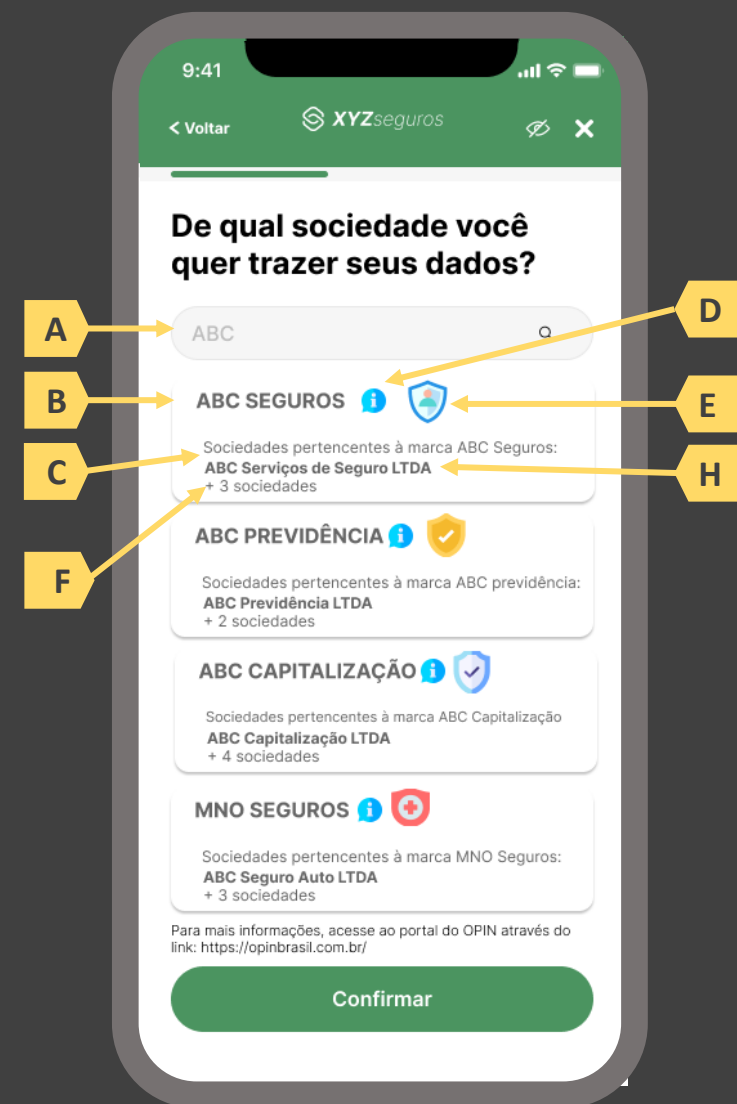 9:41
< Voltar
XYZseguros
De qual sociedade você
quer trazer seus dados?
A
ABC
D
B
ABC SEGUROS
E
C
Sociedades pertencentes à marca ABC Seguros:
ABC Serviços de Seguro LTDA
H
+ 3 sociedades
F
ABC PREVIDÊNCIA
Sociedades pertencentes à marca ABC previdência:
ABC Previdência LTDA
+ 2 sociedades
ABC CAPITALIZAÇÃO
Sociedades pertencentes à marca ABC Capitalização
ABC Capitalização LTDA
+ 4 sociedades
MNO SEGUROS
Sociedades pertencentes à marca MNO Seguros:
ABC Seguro Auto LTDA
+ 3 sociedades
Para mais informações, acesse ao portal do OPIN através do
link: https://opinbrasil.com.br/
Confirmar